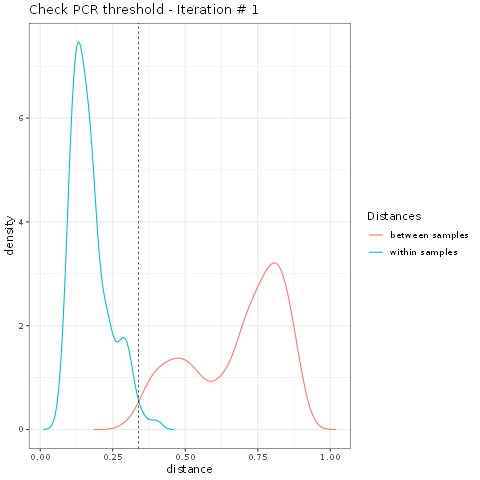 Check PCR threshold - Iteration # 1
density
6
4
2
0
0.00
0.25
0.50
0.75
1.00
distance
Distances
between samples
within samples